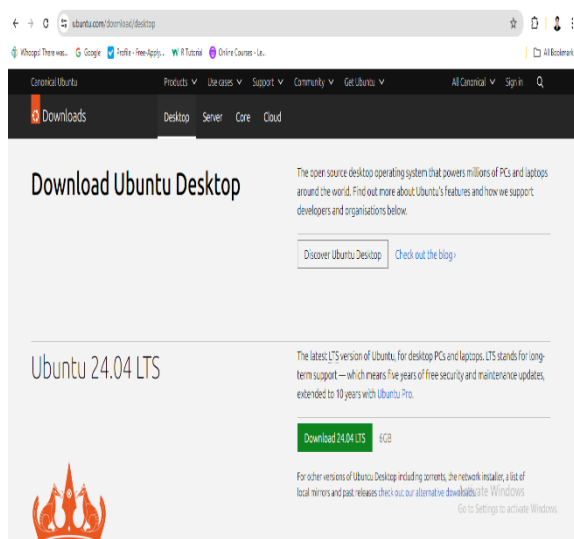 ubuntu.com/download/desktop
Whoops! There was.. Google Profile - Free-Apply... R Tutorial Online Courses - Le... All Bookmark
Canonical Ubuntu Products Use cases Support Community Get Ubuntu All Canonical Sign in
Downloads Desktop Server Core Cloud
Download Ubuntu Desktop
The open source desktop operating system that powers millions of PCs and laptops
around the world. Find out more about Ubuntu's features and how we support
developers and organisations below.
Discover Ubuntu Desktop Check out the blog ›
Ubuntu 24.04 LTS
The latest LTS version of Ubuntu, for desktop PCs and laptops. LTS stands for long-
term support — which means five years of free security and maintenance updates,
extended to 10 years with Ubuntu Pro.
Download 24.04 LTS 6GB
For other versions of Ubuntu Desktop including torrents, the network installer, a list of
local mirrors and past releases check out our alternative downloads.
Activate Windows
Go to Settings to activate Windows.